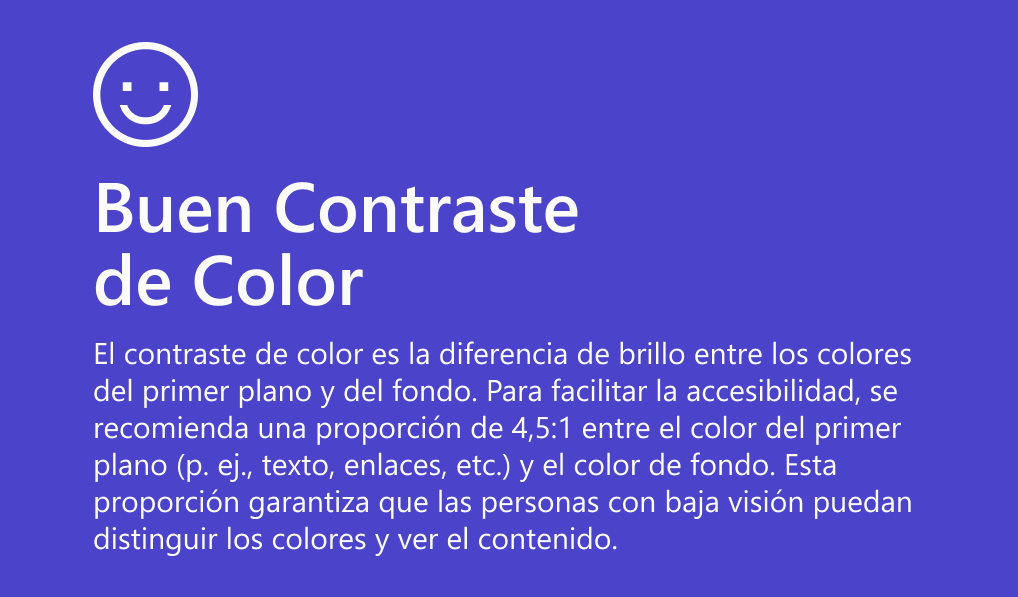 Buen Contraste
de Color
El contraste de color es la diferencia de brillo entre los colores
del primer plano y del fondo. Para facilitar la accesibilidad, se
recomienda una proporción de 4,5:1 entre el color del primer
plano (p. ej., texto, enlaces, etc.) y el color de fondo. Esta
proporción garantiza que las personas con baja visión puedan
distinguir los colores y ver el contenido.